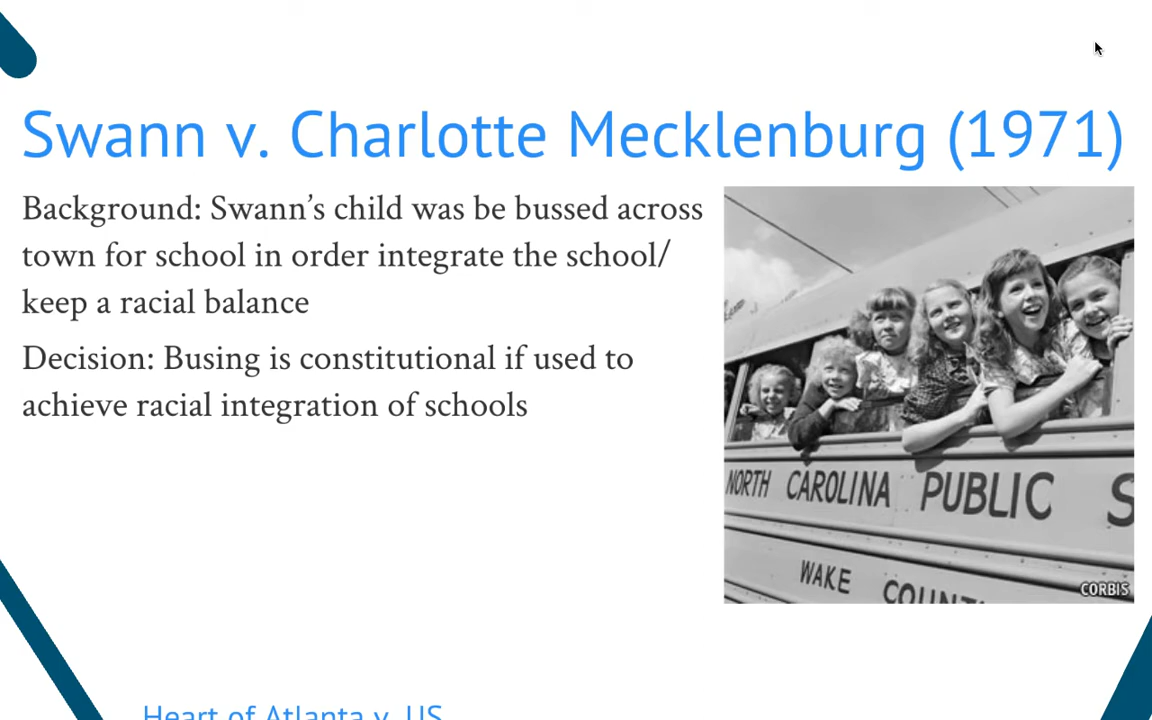 Swann v. Charlotte Mecklenburg (1971)
Background: Swann’s child was be bussed across
town for school in order integrate the school/
keep a racial balance
Decision: Busing is constitutional if used to
achieve racial integration of schools
NORTH CAROLINA PUBLIC S
WAKE COUNT
CORBIS
Heart of Atlanta v. US